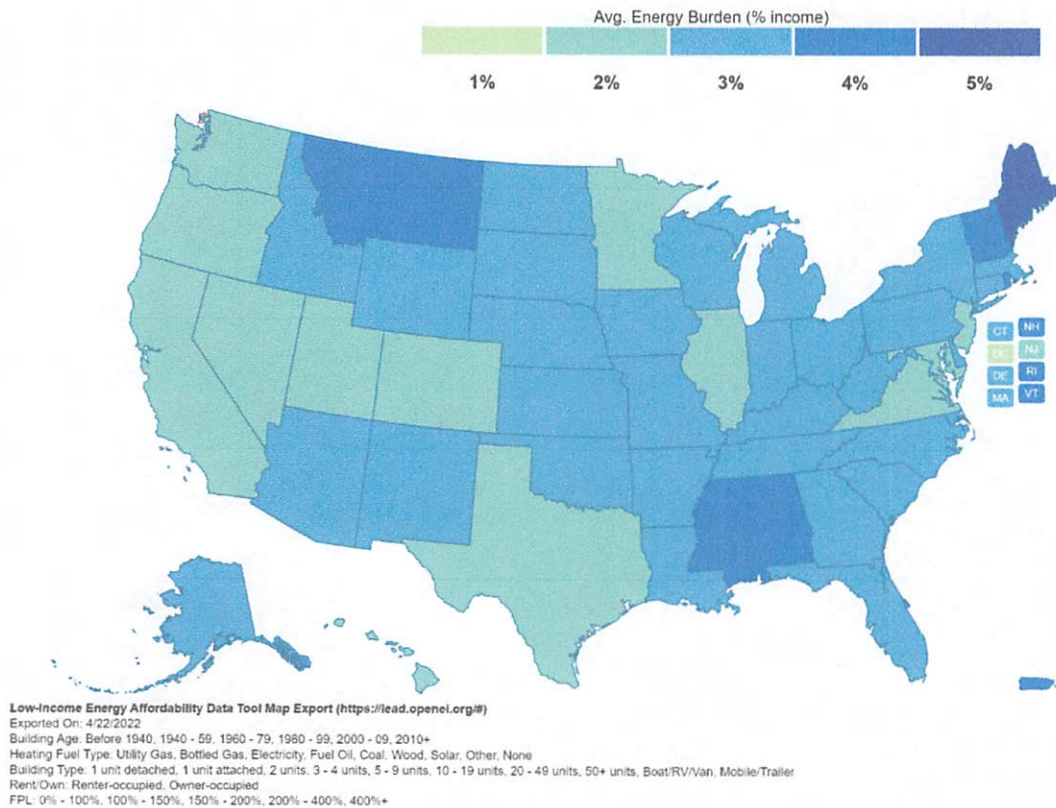 Avg. Energy Burden (% income)
1% 2% 3% 4% 5%
CT NH
DC NJ
DE RI
MA VT
Low-Income Energy Affordability Data Tool Map Export (https://lead.openei.org/#)
Exported On: 4/22/2022
Building Age: Before 1940, 1940 - 59, 1960 - 79, 1980 - 99, 2000 - 09, 2010+
Heating Fuel Type: Utility Gas, Bottled Gas, Electricity, Fuel Oil, Coal, Wood, Solar, Other, None
Building Type: 1 unit detached, 1 unit attached, 2 units, 3 - 4 units, 5 - 9 units, 10 - 19 units, 20 - 49 units, 50+ units, Boat/RV/Van, Mobile/Trailer
Rent/Own: Renter-occupied, Owner-occupied
FPL: 0% - 100%, 100% - 150%, 150% - 200%, 200% - 400%, 400%+